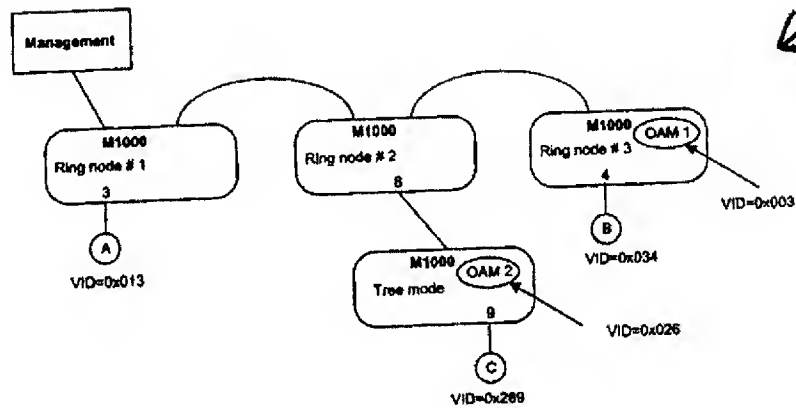 Management
M1000
Ring node # 1
3
A
VID=0x013
M1000
Ring node # 2
8
M1000
OAM 1
Ring node # 3
4
B
VID=0x034
VID=0x003
M1000
OAM 2
Tree mode
9
C
VID=0x269
VID=0x026